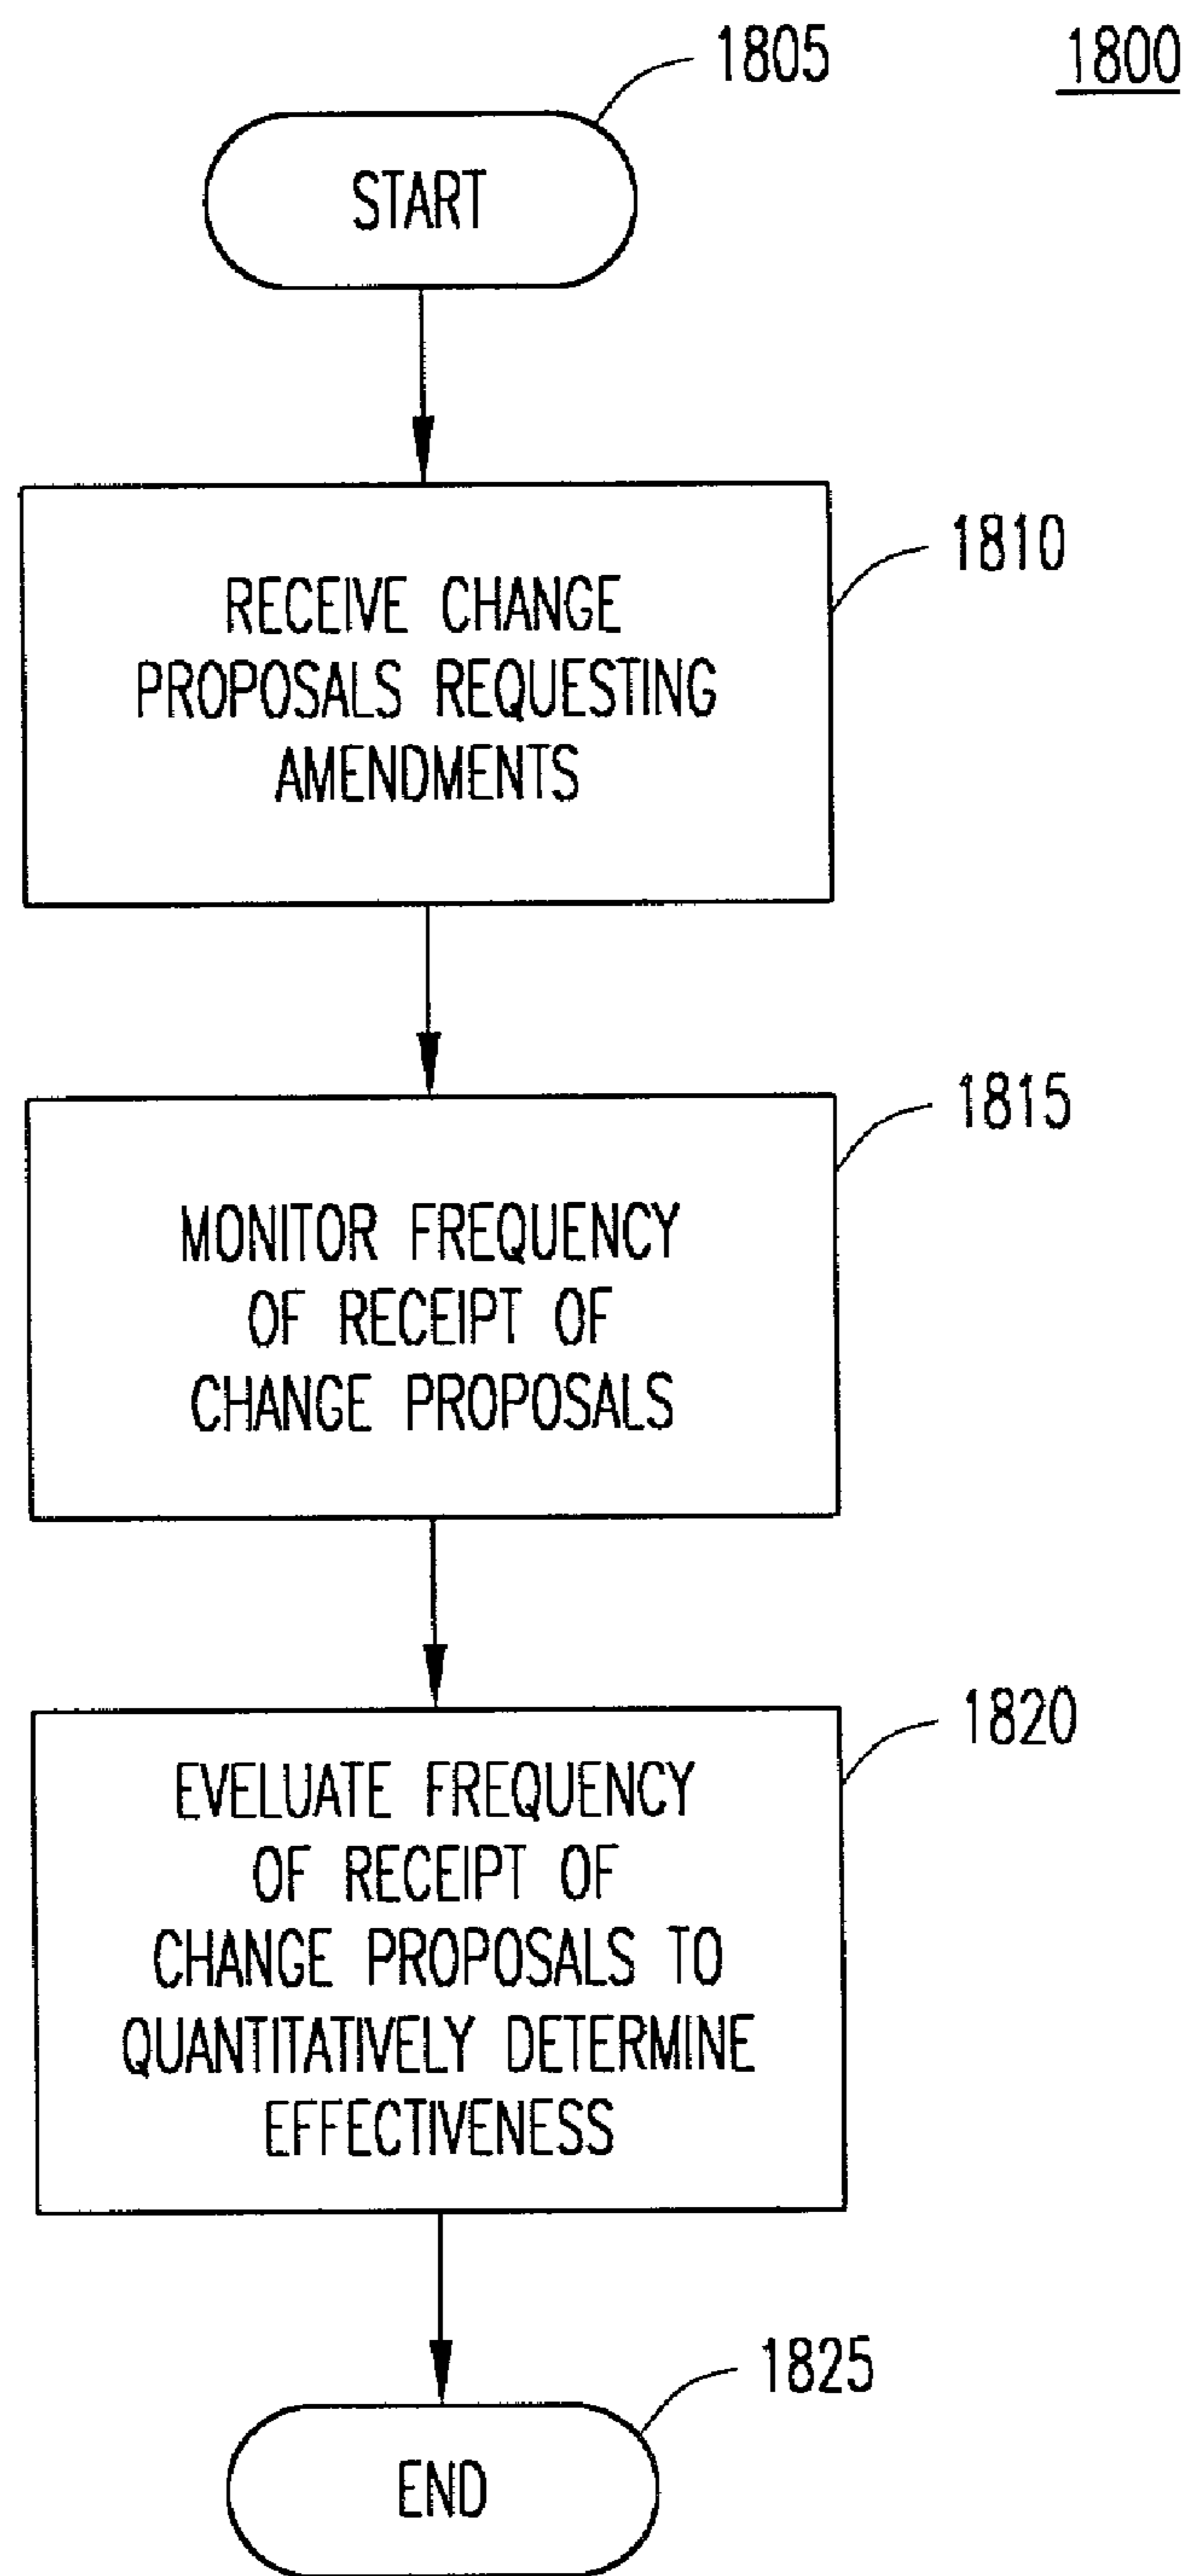 1805
1800
START
1810
RECEIVE CHANGE
PROPOSALS REQUESTING
AMENDMENTS
1815
MONITOR FREQUENCY
OF RECEIPT OF
CHANGE PROPOSALS
1820
EVELUATE FREQUENCY
OF RECEIPT OF
CHANGE PROPOSALS TO
QUANTITATIVELY DETERMINE
EFFECTIVENESS
1825
END